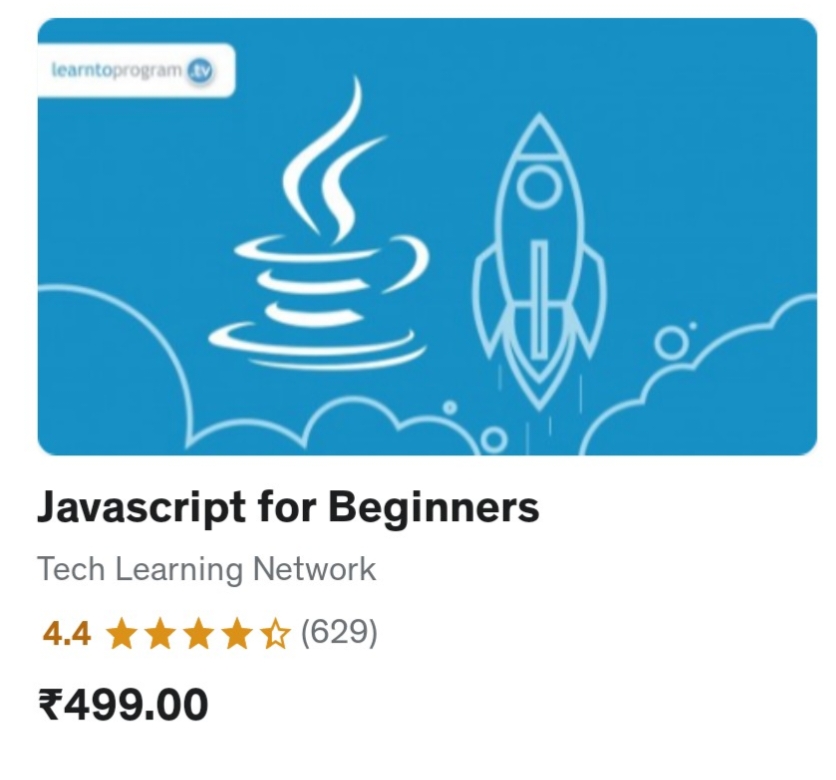 learntoprogram .tv
Javascript for Beginners
Tech Learning Network
4.4 (629)
₹499.00